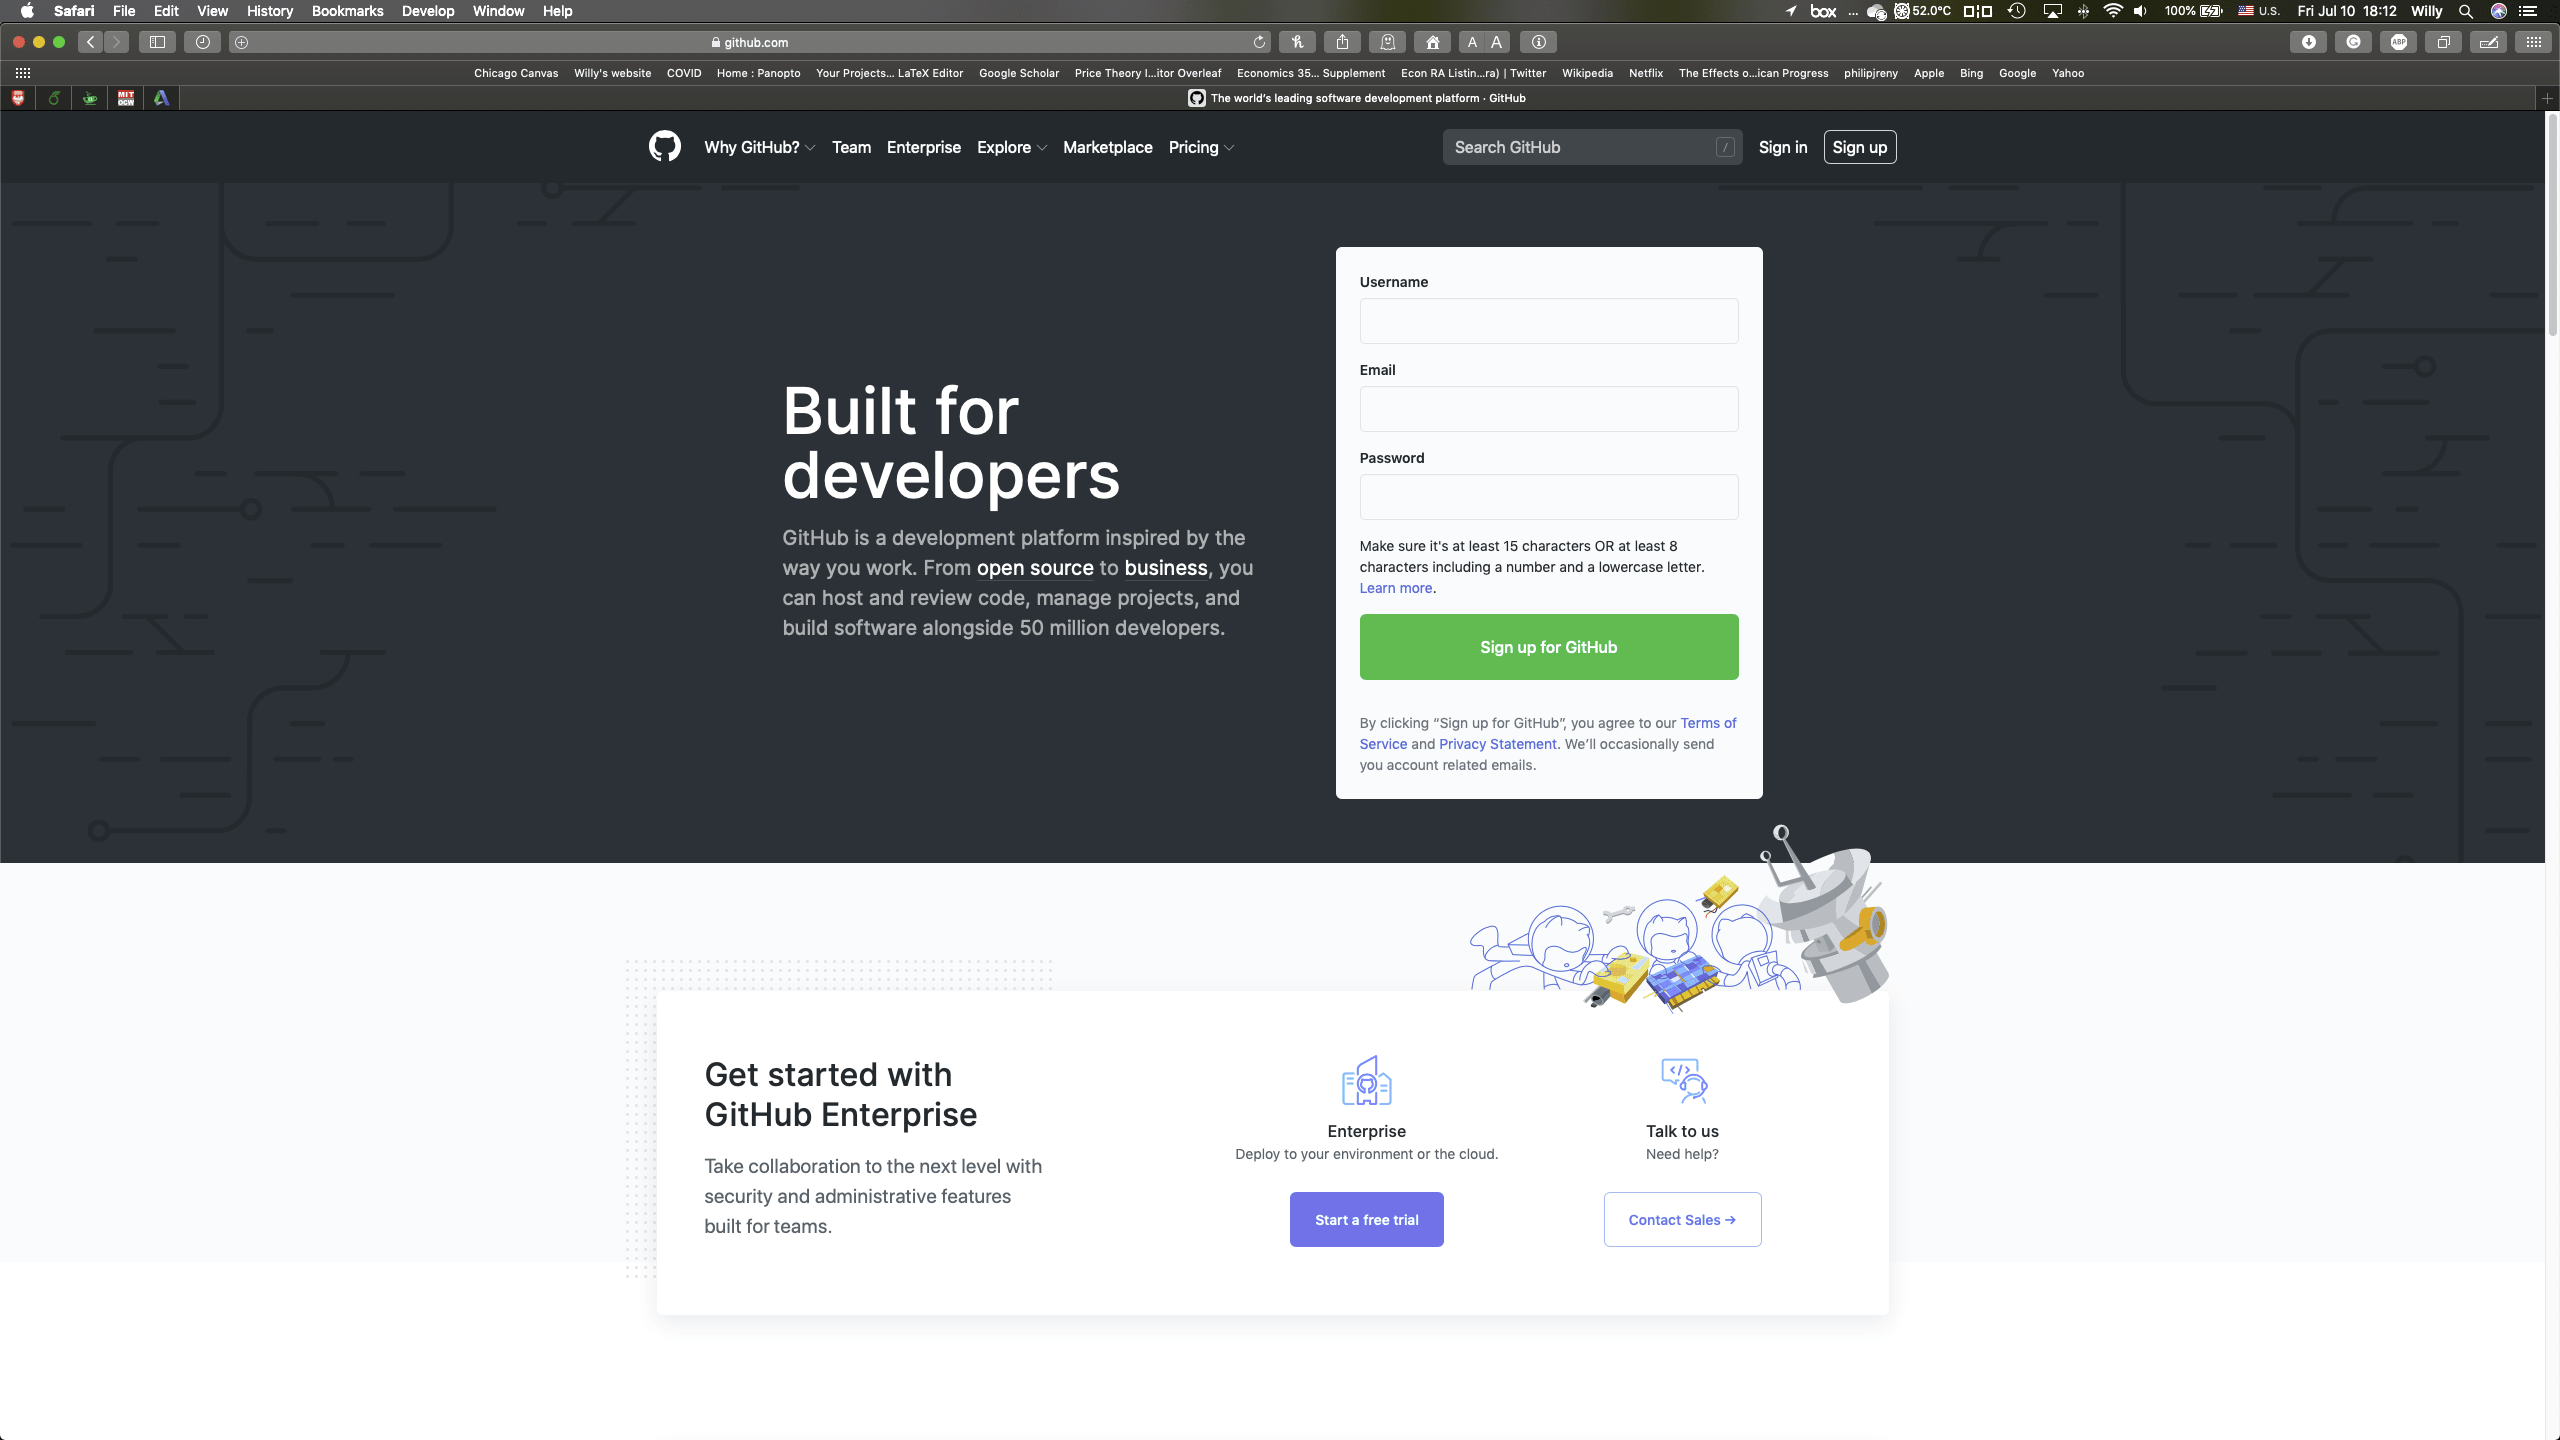 Safari File Edit View History Bookmarks Develop Window Help
box ... 52.0°C 100% U.S. Fri Jul 10 18:12 Willy
github.com
A A
ABP
Chicago Canvas Willy's website COVID Home : Panopto Your Projects... LaTeX Editor Google Scholar Price Theory I...itor Overleaf Economics 35... Supplement Econ RA Listin...ra) | Twitter Wikipedia Netflix The Effects o...ican Progress philipjreny Apple Bing Google Yahoo
MIT
OCW
The world's leading software development platform · GitHub
Why GitHub? Team Enterprise Explore Marketplace Pricing
Search GitHub /
Sign in
Sign up
Built for
developers
GitHub is a development platform inspired by the
way you work. From open source to business, you
can host and review code, manage projects, and
build software alongside 50 million developers.
Username
Email
Password
Make sure it's at least 15 characters OR at least 8
characters including a number and a lowercase letter.
Learn more.
Sign up for GitHub
By clicking “Sign up for GitHub”, you agree to our Terms of
Service and Privacy Statement. We’ll occasionally send
you account related emails.
Get started with
GitHub Enterprise
Take collaboration to the next level with
security and administrative features
built for teams.
Enterprise
Deploy to your environment or the cloud.
Start a free trial
</>
Talk to us
Need help?
Contact Sales →